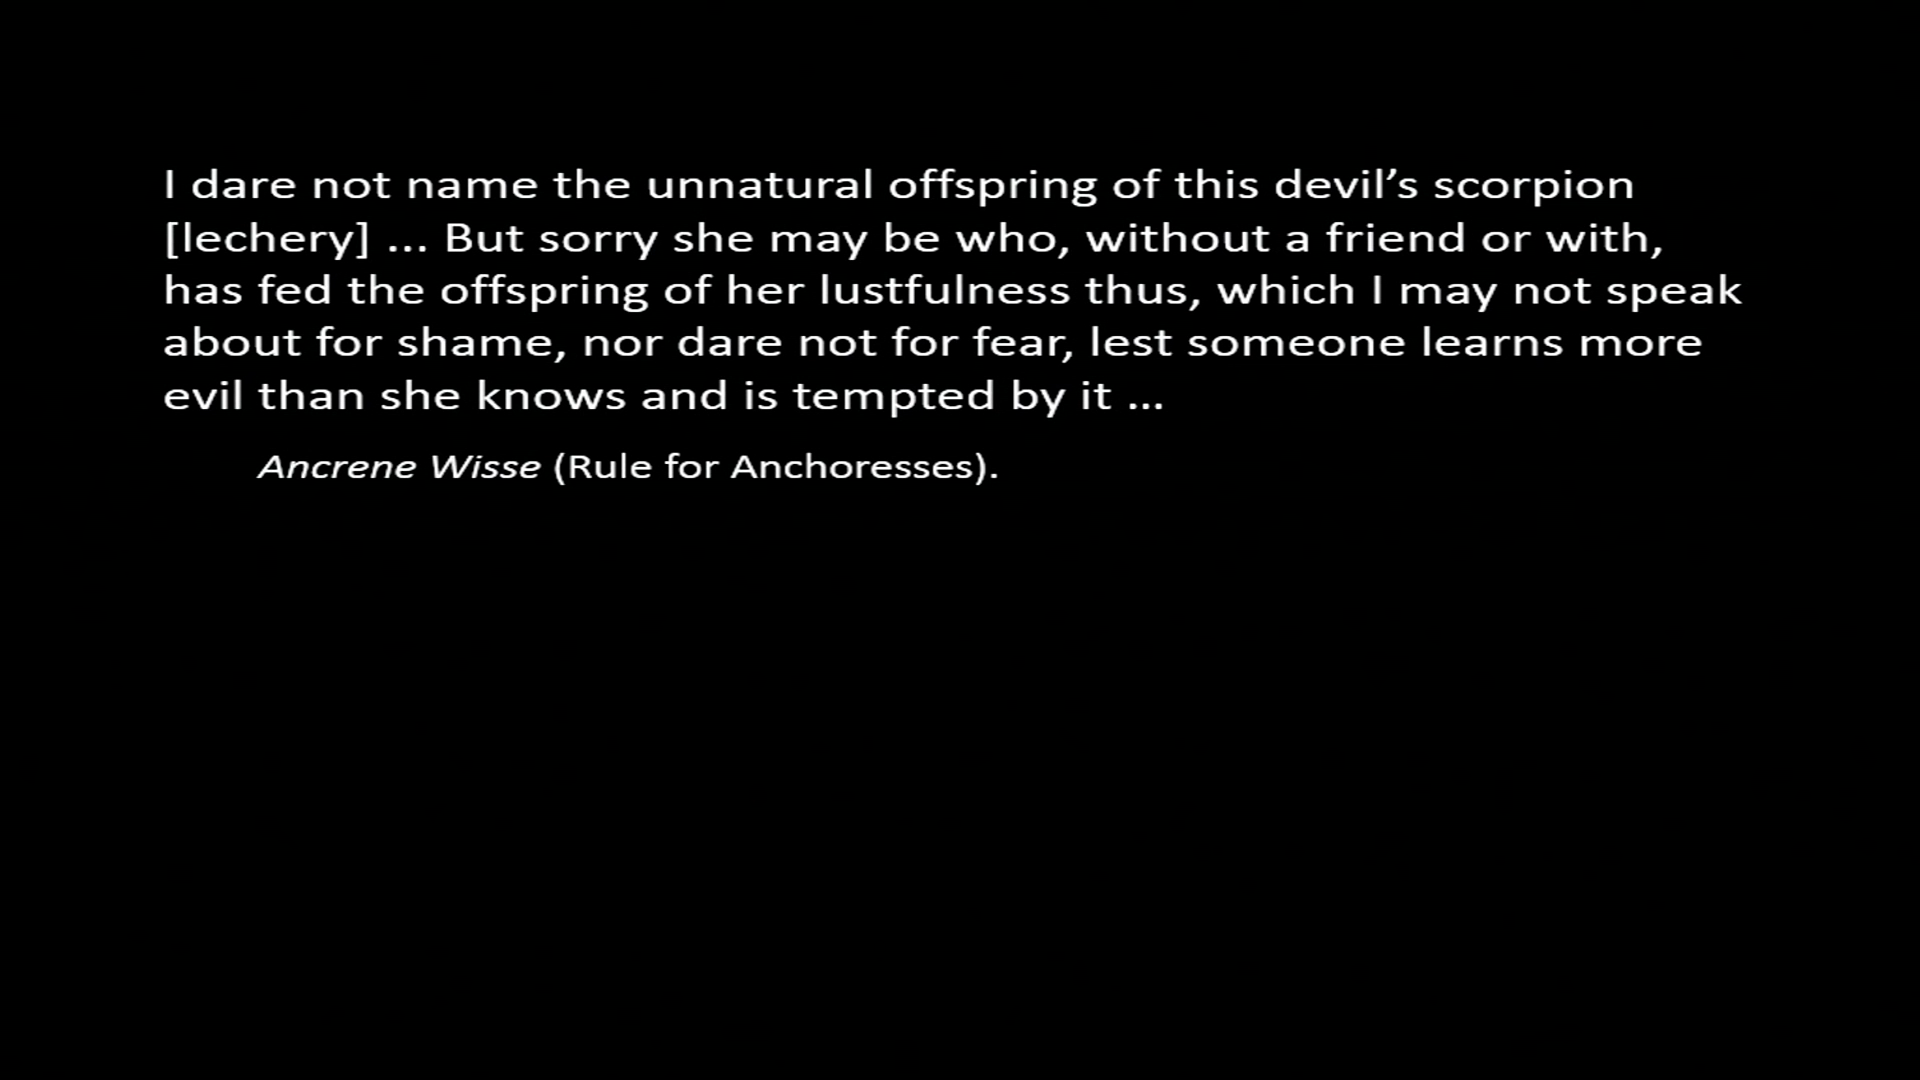 I dare not name the unnatural offspring of this devil’s scorpion
[lechery] ... But sorry she may be who, without a friend or with,
has fed the offspring of her lustfulness thus, which I may not speak
about for shame, nor dare not for fear, lest someone learns more
evil than she knows and is tempted by it ...
Ancrene Wisse (Rule for Anchoresses).